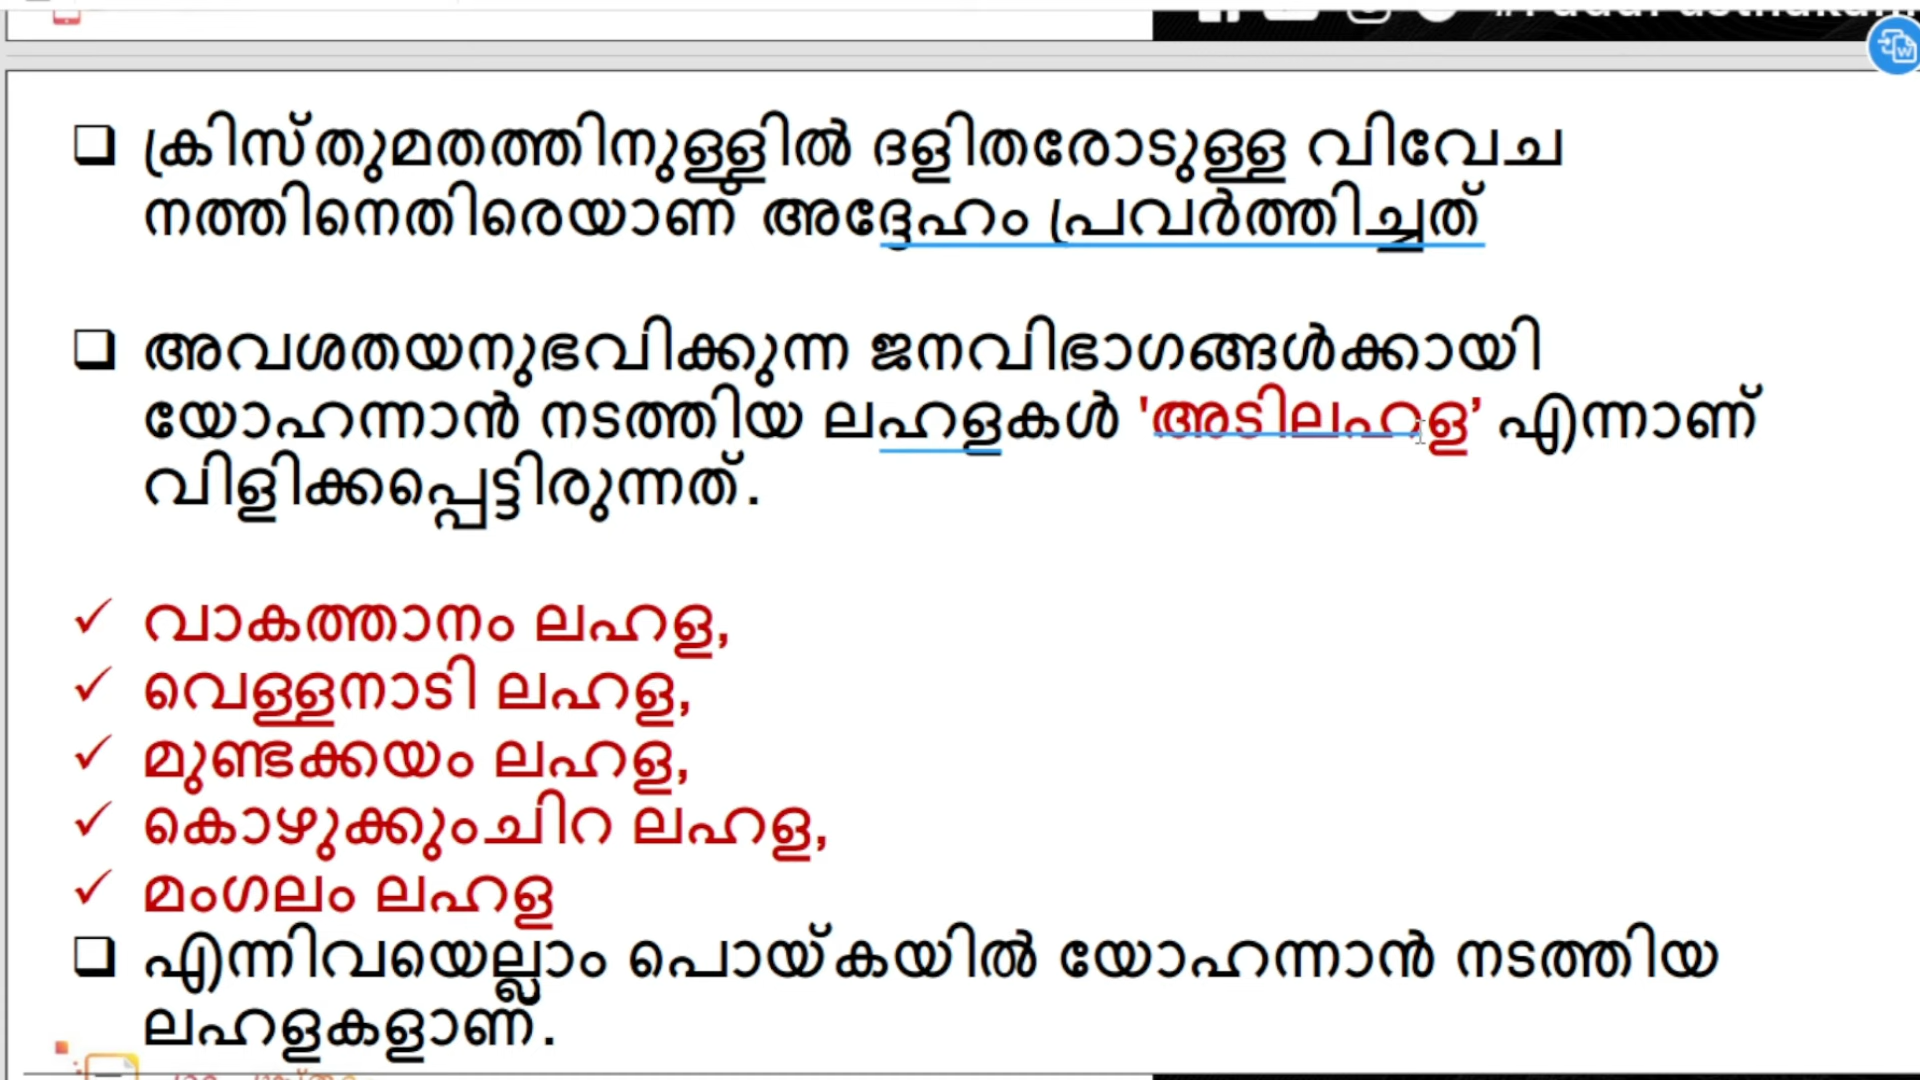 ക്രിസ്തുമതത്തിനുള്ളിൽ ദളിതരോടുള്ള വിവേച
നത്തിനെതിരെയാണ് അദ്ദേഹം പ്രവർത്തിച്ചത്
അവശതയനുഭവിക്കുന്ന ജനവിഭാഗങ്ങൾക്കായി
യോഹന്നാൻ നടത്തിയ ലഹളകൾ 'അടിലഹള’ എന്നാണ്
വിളിക്കപ്പെട്ടിരുന്നത്.
വാകത്താനം ലഹള,
വെള്ളനാടി ലഹള,
മുണ്ടക്കയം ലഹള,
കൊഴുക്കുംചിറ ലഹള,
മംഗലം ലഹള
എന്നിവയെല്ലാം പൊയ്കയിൽ യോഹന്നാൻ നടത്തിയ
ലഹളകളാണ്.